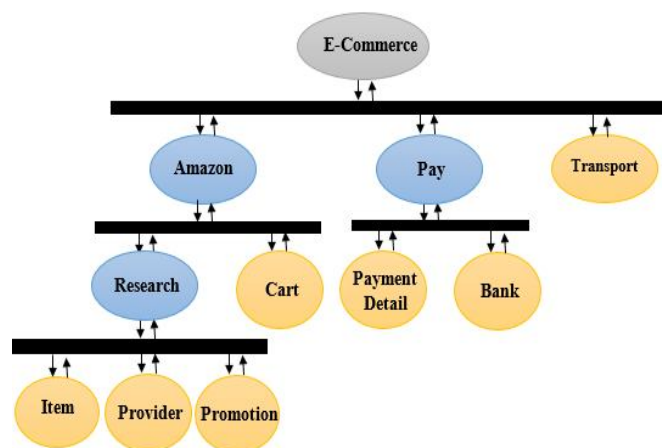 E-Commerce
Amazon
Pay
Transport
Research
Cart
Payment
Detail
Bank
Item
Provider
Promotion